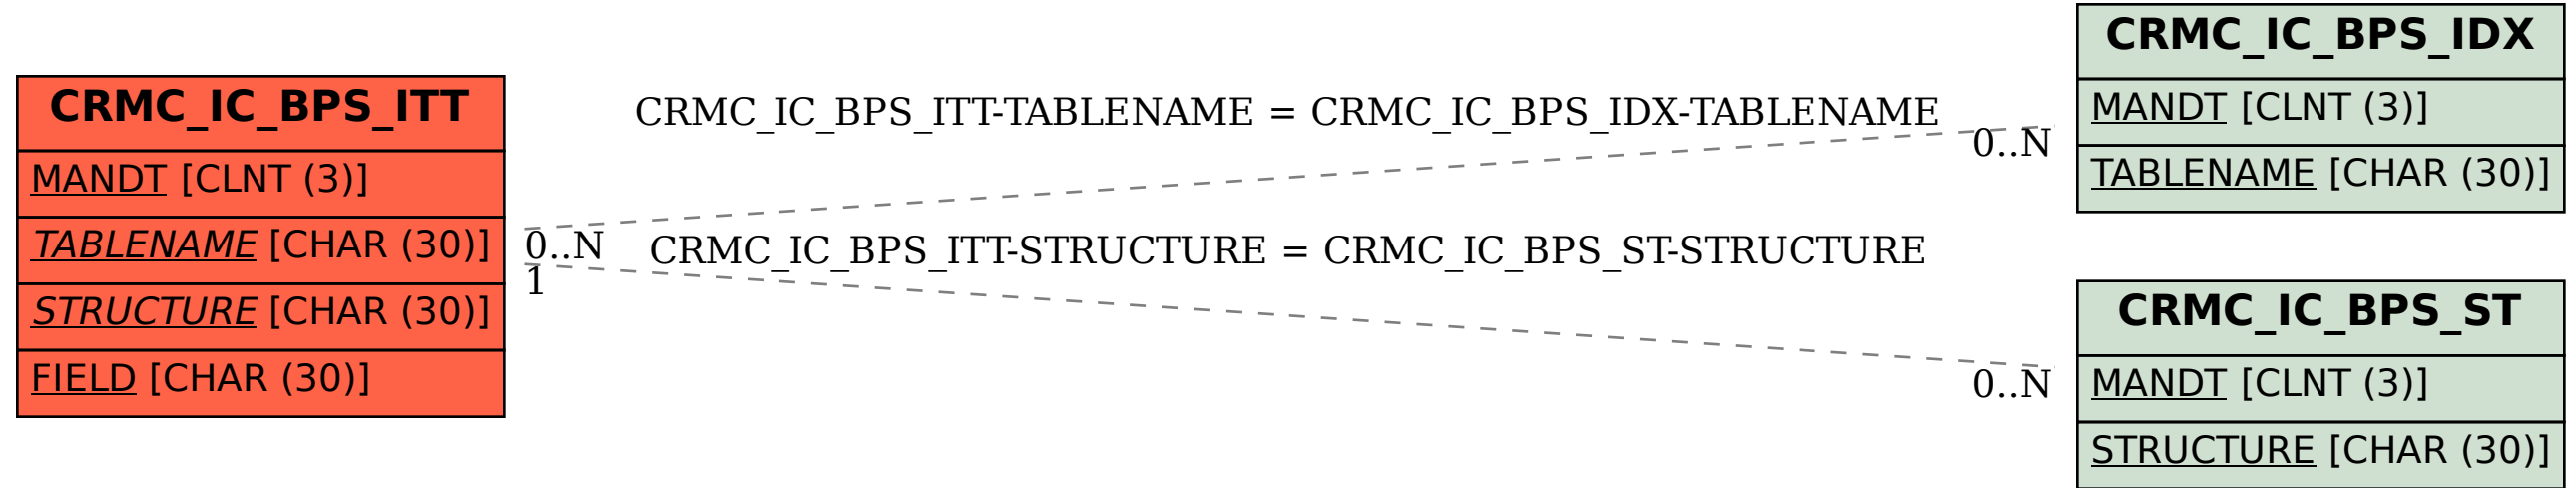 CRMC_IC_BPS_ITT
MANDT [CLNT (3)]
TABLENAME [CHAR (30)]
STRUCTURE [CHAR (30)]
FIELD [CHAR (30)]
CRMC_IC_BPS_ITT-TABLENAME = CRMC_IC_BPS_IDX-TABLENAME
0..N
0..N
CRMC_IC_BPS_ITT-STRUCTURE = CRMC_IC_BPS_ST-STRUCTURE
1
0..N
CRMC_IC_BPS_IDX
MANDT [CLNT (3)]
TABLENAME [CHAR (30)]
CRMC_IC_BPS_ST
MANDT [CLNT (3)]
STRUCTURE [CHAR (30)]